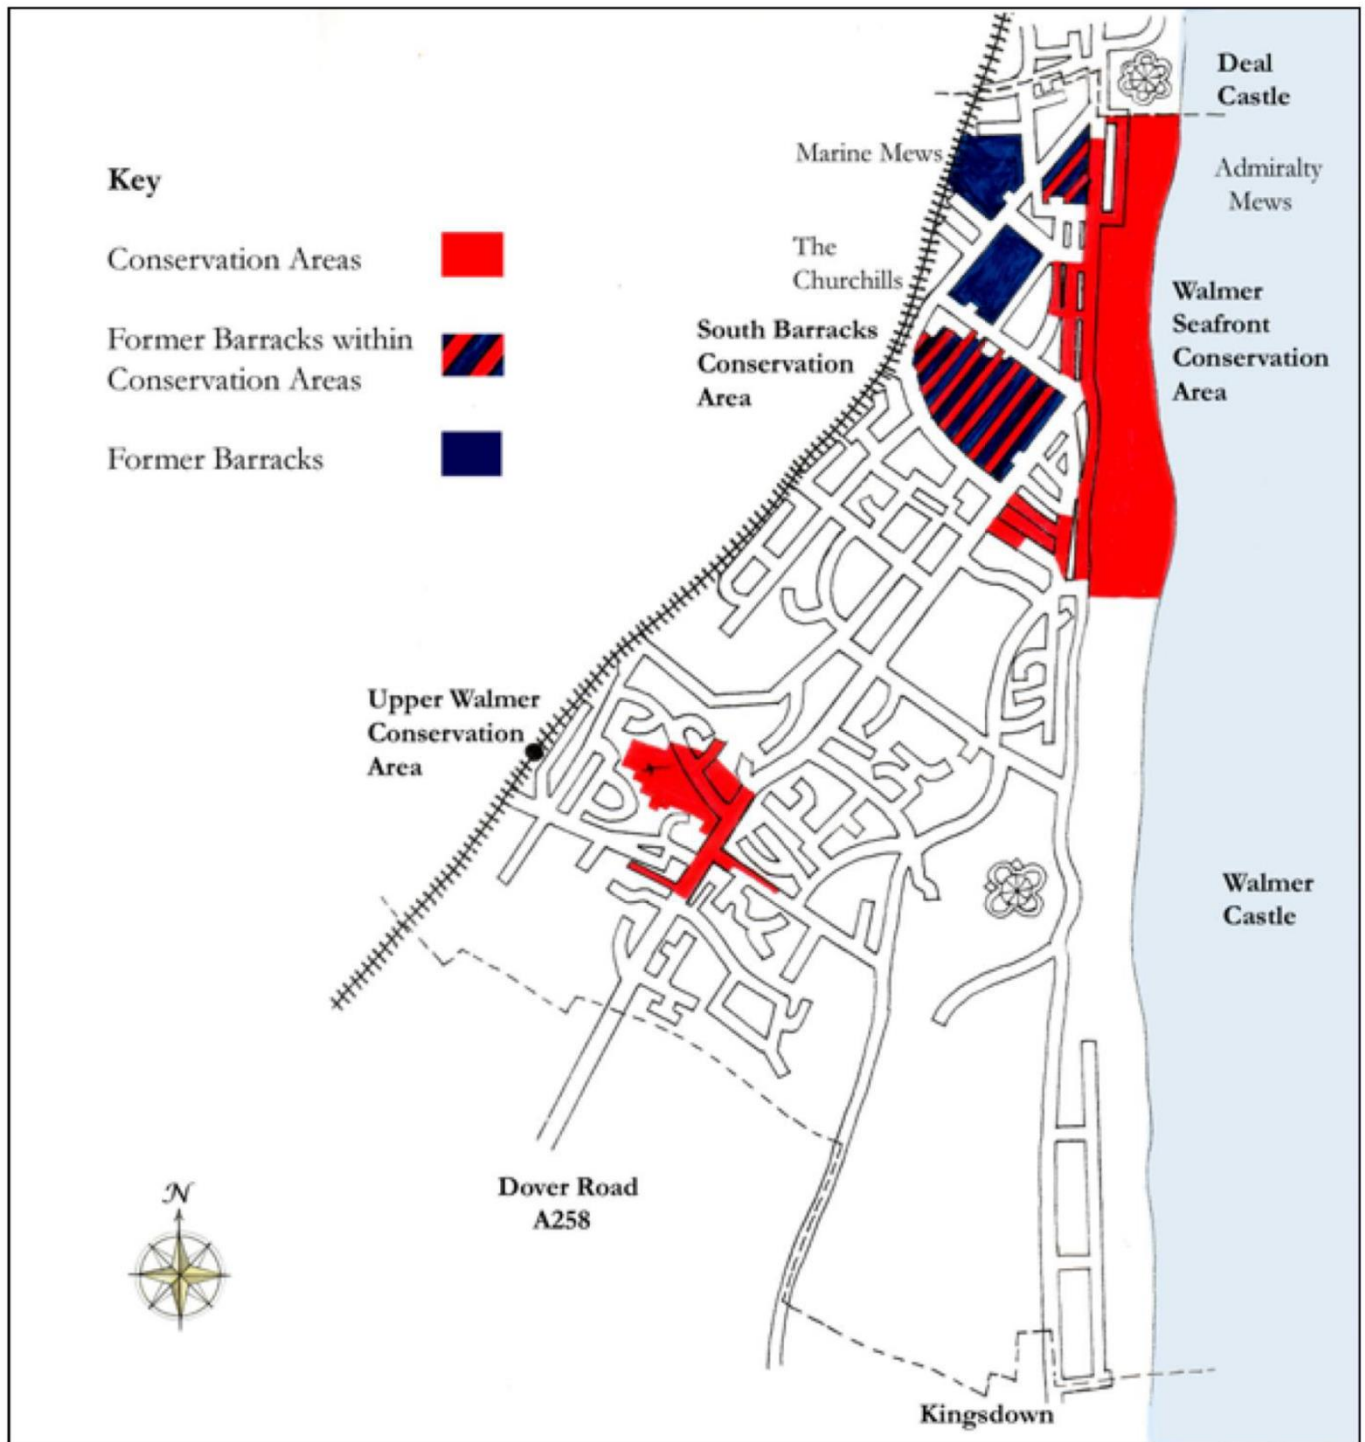 Deal
Castle
Marine Mews
Admiralty
Mews
Key
Conservation Areas
Former Barracks within
Conservation Areas
Former Barracks
The
Churchills
South Barracks
Conservation
Area
Walmer
Seafront
Conservation
Area
Upper Walmer
Conservation
Area
Walmer
Castle
Dover Road
A258
N
Kingsdown